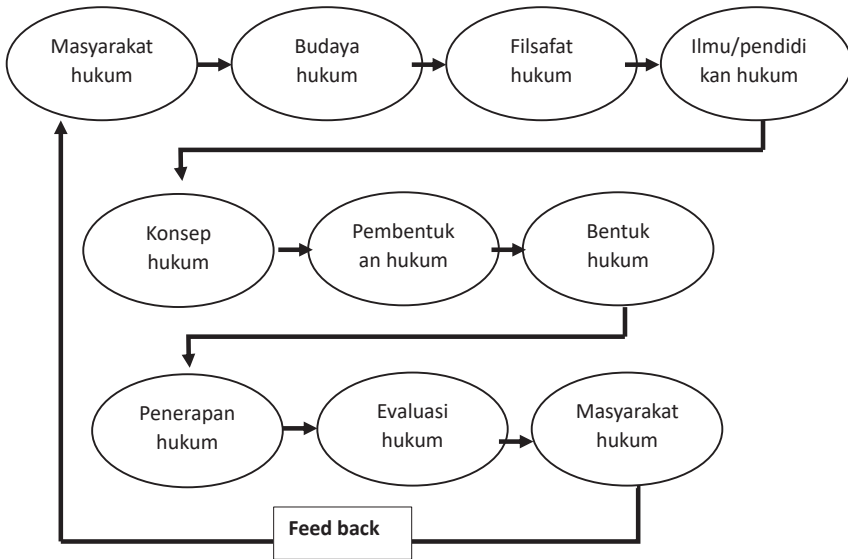 Masyarakat
hukum
Budaya
hukum
Filsafat
hukum
Ilmu/pendidi
kan hukum
Konsep
hukum
Pembentuk
an hukum
Bentuk
hukum
Penerapan
hukum
Evaluasi
hukum
Masyarakat
hukum
Feed back